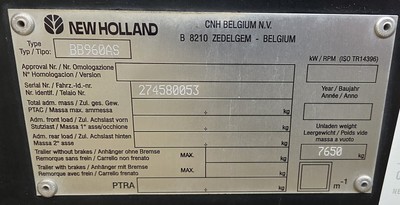 NEW HOLLAND
CNH BELGIUM N.V.
B 8210 ZEDELGEM - BELGIUM
Type
Typ / Tipo: BB960AS
kW / RPM (ISO TR14396)
Approval Nr. / Nr. Omologazione
N° Homologacion / Version
Serial Nr. / Fahrz.-Id.-nr.
Nr. Identif. / Telaio Nr. 274580053
Year / Baujahr
Année / Anno
Total adm. mass / Zul. ges. Gew.
PTAC / Massa max. ammessa kg
Adm. front load / Zul. Achslast vorn
Stutzlast / Massa 1° asse/occhione kg
Adm. rear load / Zul. Achslast hinten
Massa 2° asse kg
Unladen weight
Leergewicht / Poids vide
massa a vuoto
7650 kg
Trailer without brakes / Anhänger ohne Bremse
Remorque sans frein / Carrello non frenato MAX. kg
Trailer with brakes / Anhänger mit Bremse
Remorque avec frein / Carrello frenato MAX. kg
PTRA kg
m⁻¹